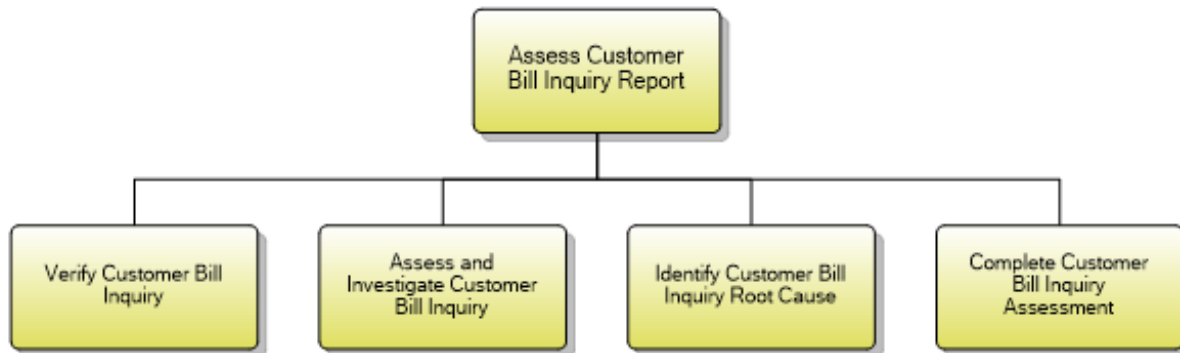 Assess Customer
Bill Inquiry Report
Verify Customer Bill
Inquiry
Assess and
Investigate Customer
Bill Inquiry
Identify Customer Bill
Inquiry Root Cause
Complete Customer
Bill Inquiry
Assessment